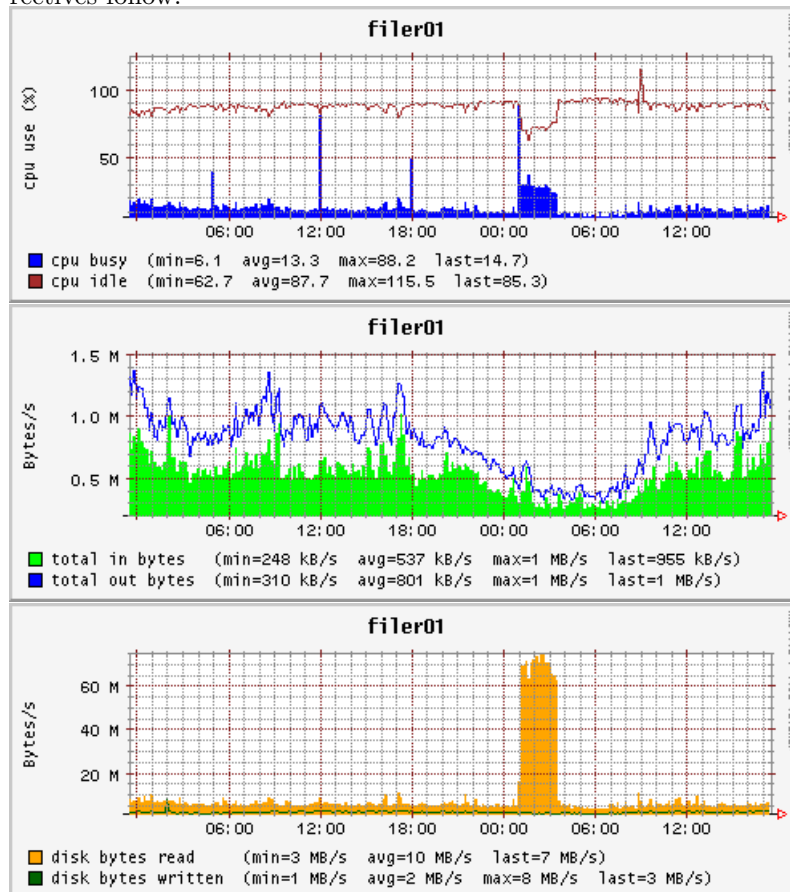 rectives follow:
filer01
cpu use (%)
100
50
06:00 12:00 18:00 00:00 06:00 12:00
cpu busy (min=6.1 avg=13.3 max=88.2 last=14.7)
cpu idle (min=62.7 avg=87.7 max=115.5 last=85.3)
filer01
Bytes/s
1.5 M
1.0 M
0.5 M
06:00 12:00 18:00 00:00 06:00 12:00
total in bytes (min=248 kB/s avg=537 kB/s max=1 MB/s last=955 kB/s)
total out bytes (min=310 kB/s avg=801 kB/s max=1 MB/s last=1 MB/s)
filer01
Bytes/s
60 M
40 M
20 M
06:00 12:00 18:00 00:00 06:00 12:00
disk bytes read (min=3 MB/s avg=10 MB/s last=7 MB/s)
disk bytes written (min=1 MB/s avg=2 MB/s max=8 MB/s last=3 MB/s)